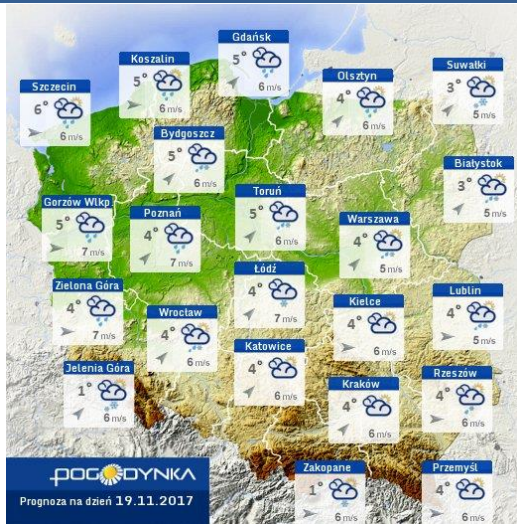 Gdańsk
5°
6 m/s
Koszalin
5°
6 m/s
Suwałki
3°
5 m/s
Olsztyn
4°
6 m/s
Szczecin
6°
6 m/s
Bydgoszcz
5°
6 m/s
Białystok
3°
5 m/s
Toruń
5°
6 m/s
Gorzów Wlkp
5°
7 m/s
Poznań
4°
7 m/s
Warszawa
4°
5 m/s
Łódź
4°
7 m/s
Zielona Góra
4°
7 m/s
Lublin
4°
5 m/s
Kielce
4°
6 m/s
Wrocław
4°
6 m/s
Katowice
4°
6 m/s
Jelenia Góra
1°
6 m/s
Rzeszów
4°
6 m/s
Kraków
4°
6 m/s
Zakopane
1°
6 m/s
Przemyśl
4°
6 m/s
POGODYNKA
Prognoza na dzień 19.11.2017